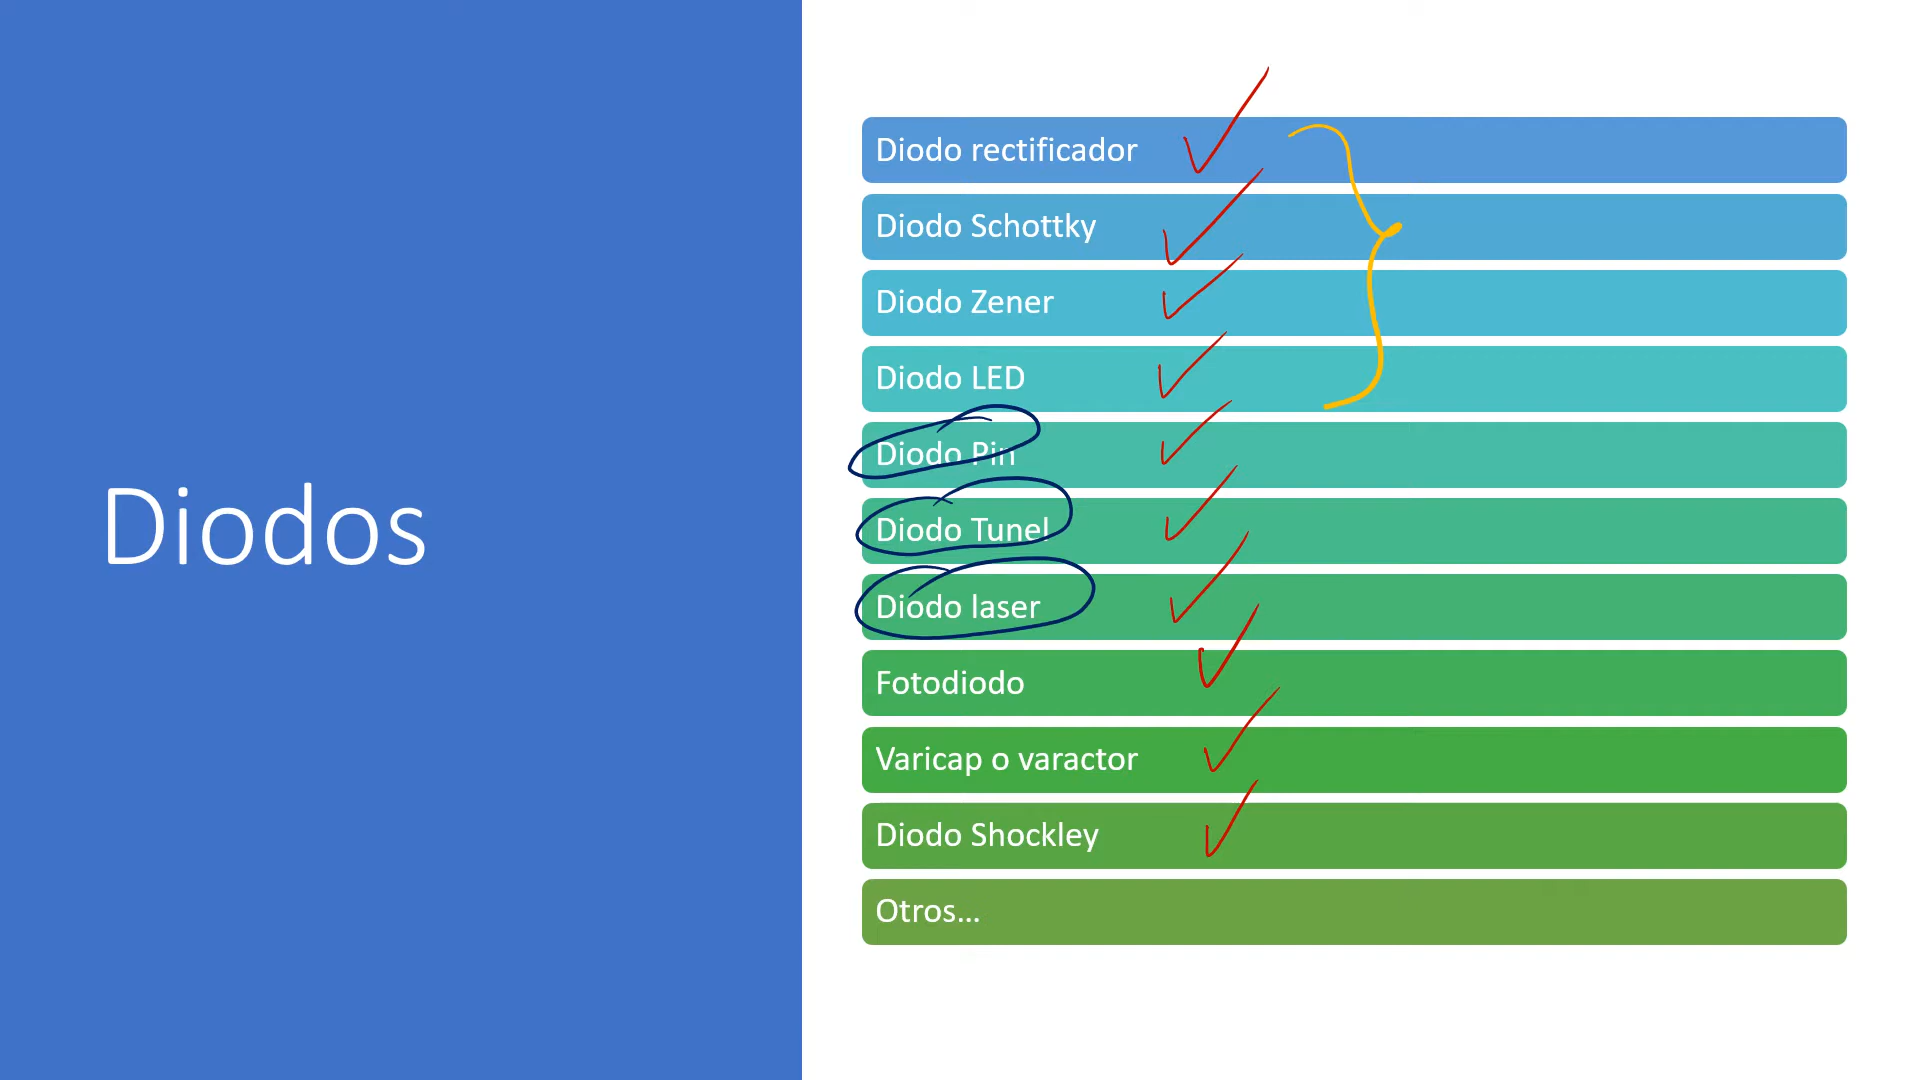 Diodos
Diodo rectificador
Diodo Schottky
Diodo Zener
Diodo LED
Diodo Pin
Diodo Tunel
Diodo laser
Fotodiodo
Varicap o varactor
Diodo Shockley
Otros...